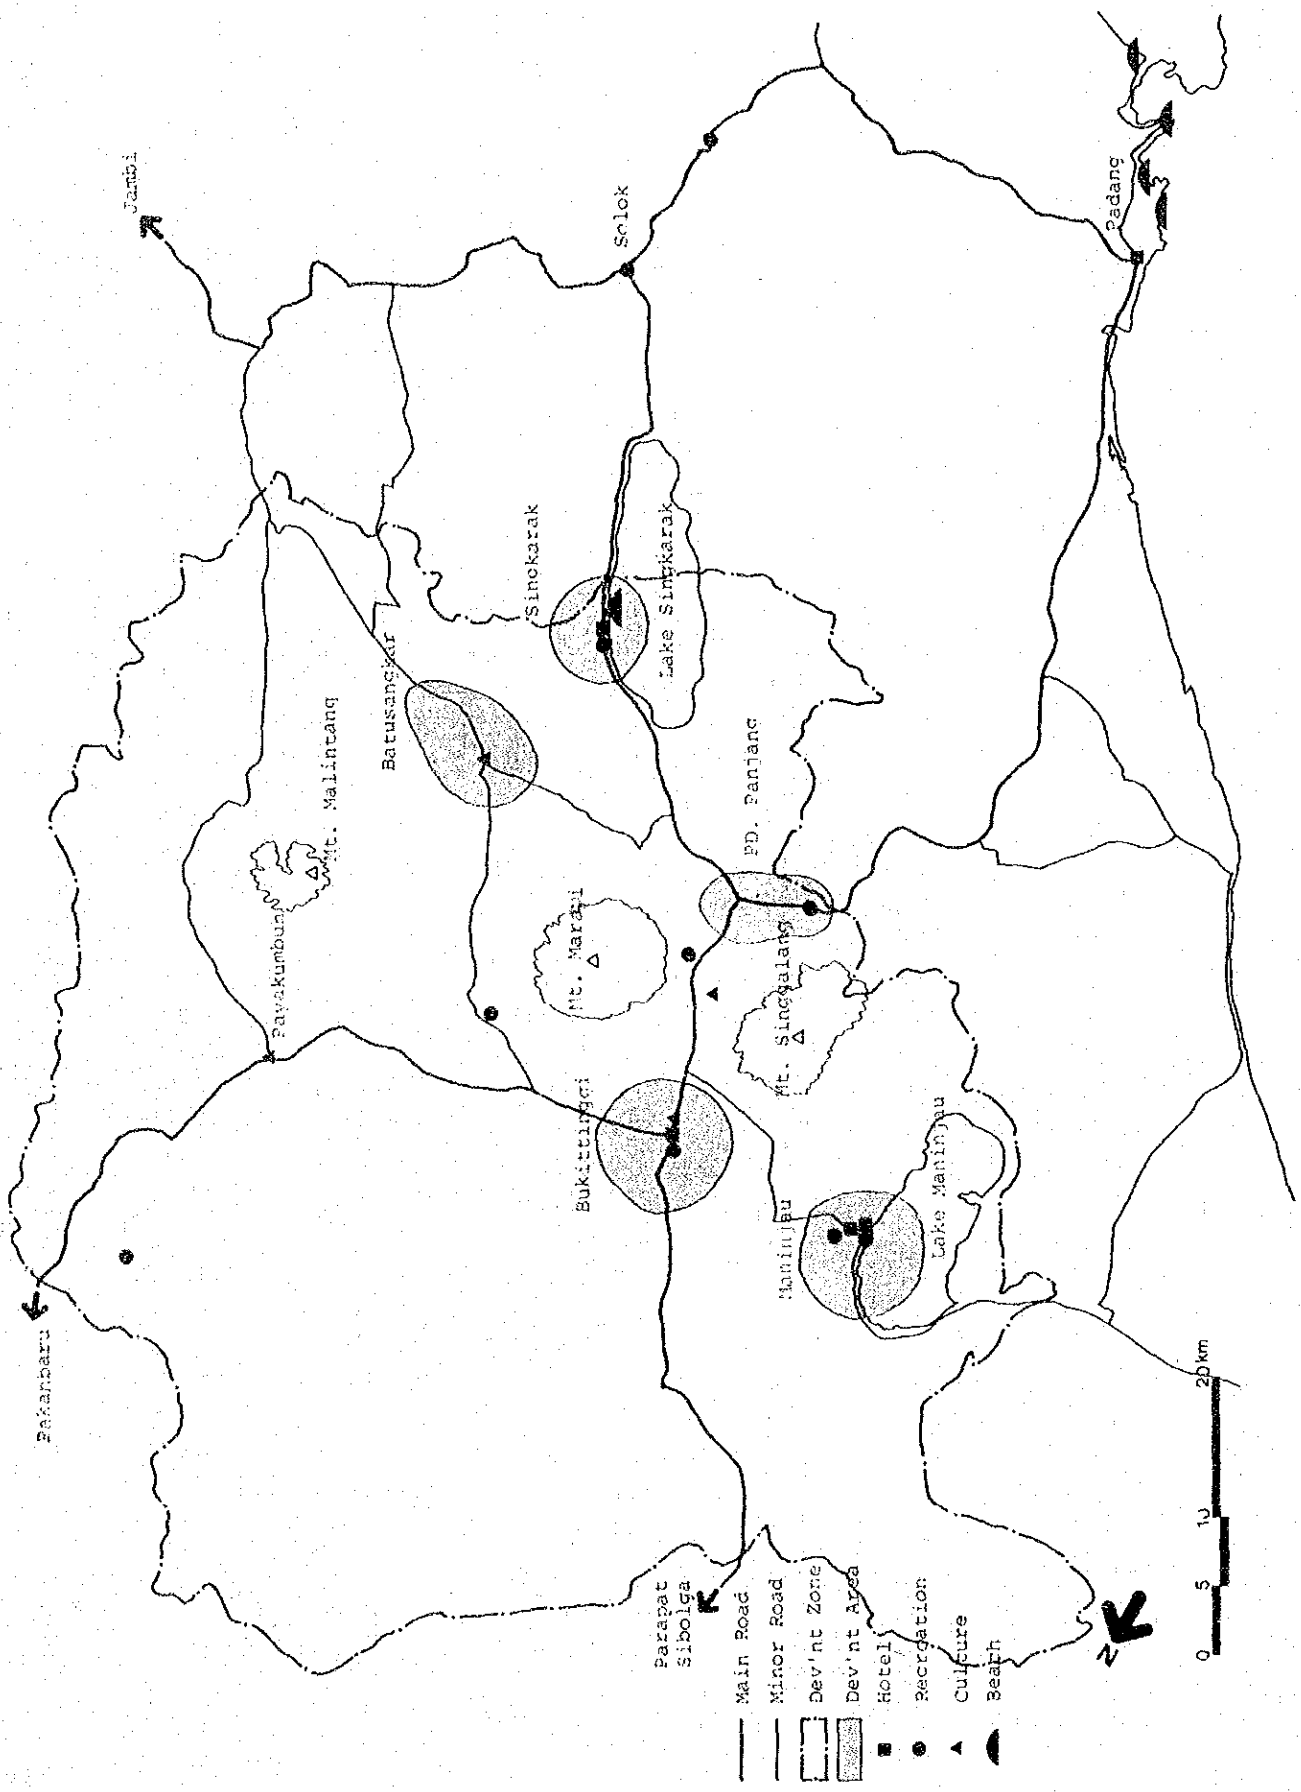 Jambi
Solok
Padang
Singkarak
Lake Singkarak
Batusangkar
Mt. Malintang
PD. Panjang
Payakumbuh
Mt. Marapi
Mt. Singgalang
Bukittinggi
Maninjau
Lake Maninjau
Pakanbaru
Parapat
Sibolga
Main Road
Minor Road
Dev'nt Zone
Dev'nt Area
Hotel
Recreation
Culture
Beach
N
0
5
10
20km